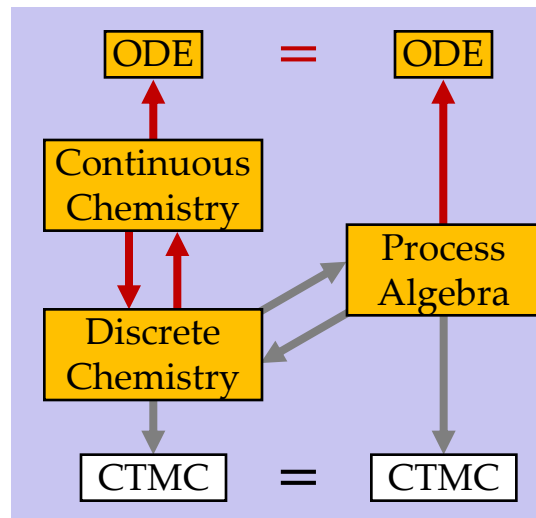 ODE = ODE
Continuous
Chemistry
Process
Algebra
Discrete
Chemistry
CTMC = CTMC